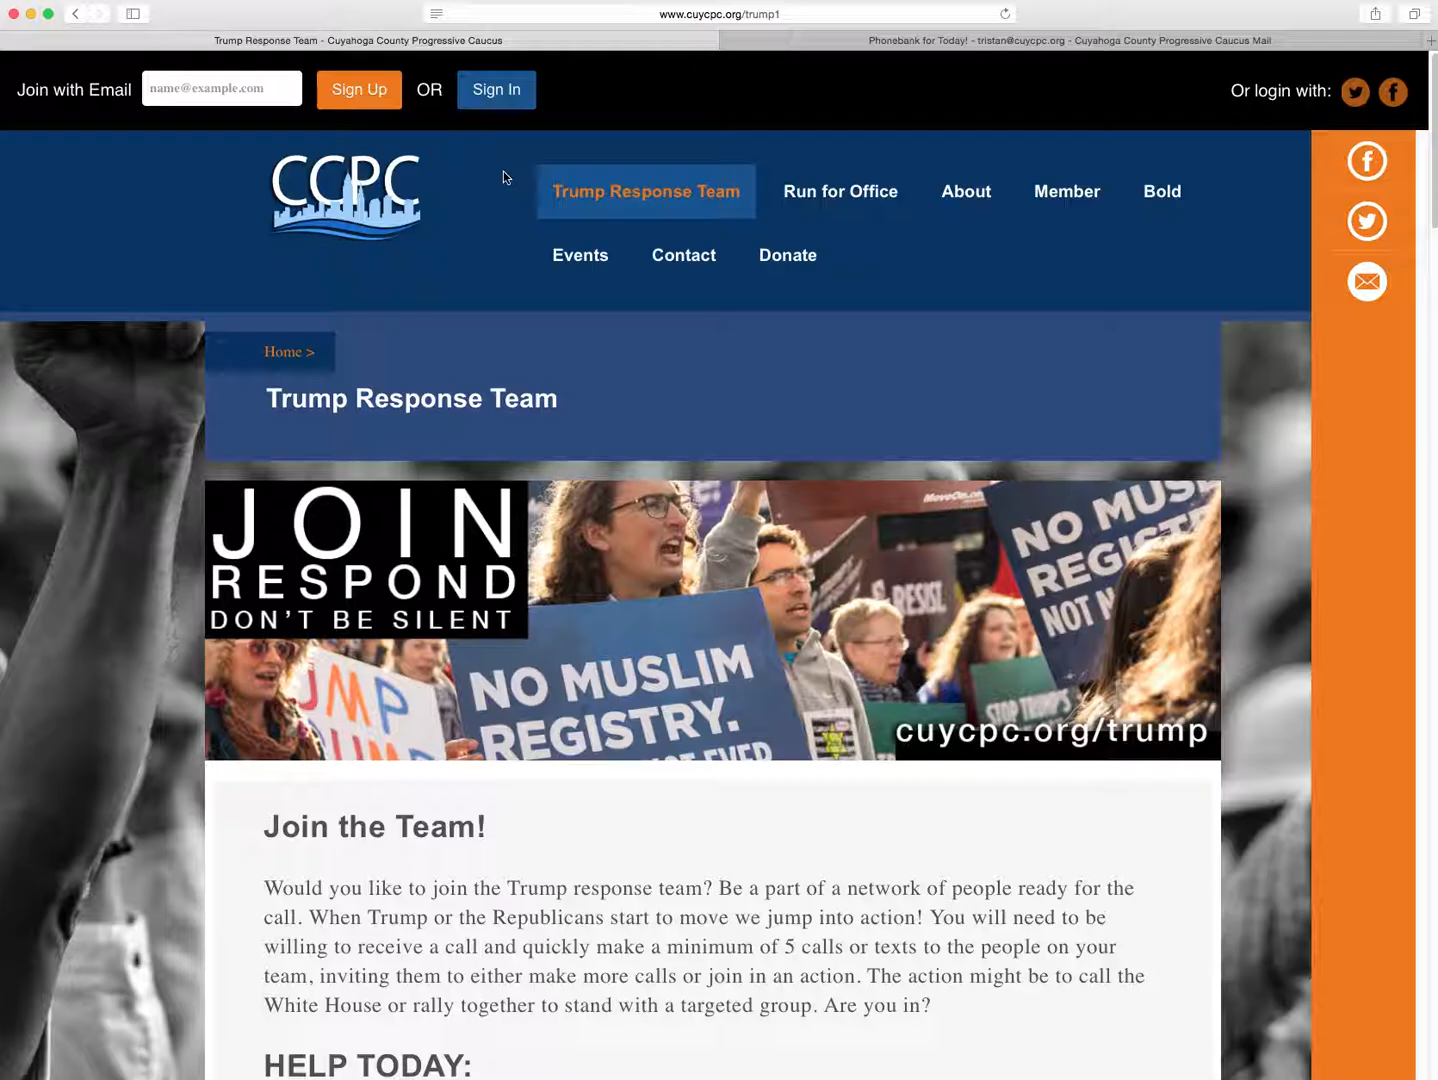 www.cuycpc.org/trump1
Trump Response Team - Cuyahoga County Progressive Caucus
Phonebank for Today! - tristan@cuycpc.org - Cuyahoga County Progressive Caucus Mail
Join with Email name@example.com Sign Up OR Sign In Or login with:
CCPC
Trump Response Team Run for Office About Member Bold
Events Contact Donate
Home >
Trump Response Team
JOIN
RESPOND
DON'T BE SILENT
MoveOn.org
NO MUS
REGISTRY
NOT N
RESIST
NO MUSLIM
REGISTRY.
NOT EVER
UMP
STOP TRUMP'S
cuycpc.org/trump
Join the Team!
Would you like to join the Trump response team? Be a part of a network of people ready for the
call. When Trump or the Republicans start to move we jump into action! You will need to be
willing to receive a call and quickly make a minimum of 5 calls or texts to the people on your
team, inviting them to either make more calls or join in an action. The action might be to call the
White House or rally together to stand with a targeted group. Are you in?
HELP TODAY: